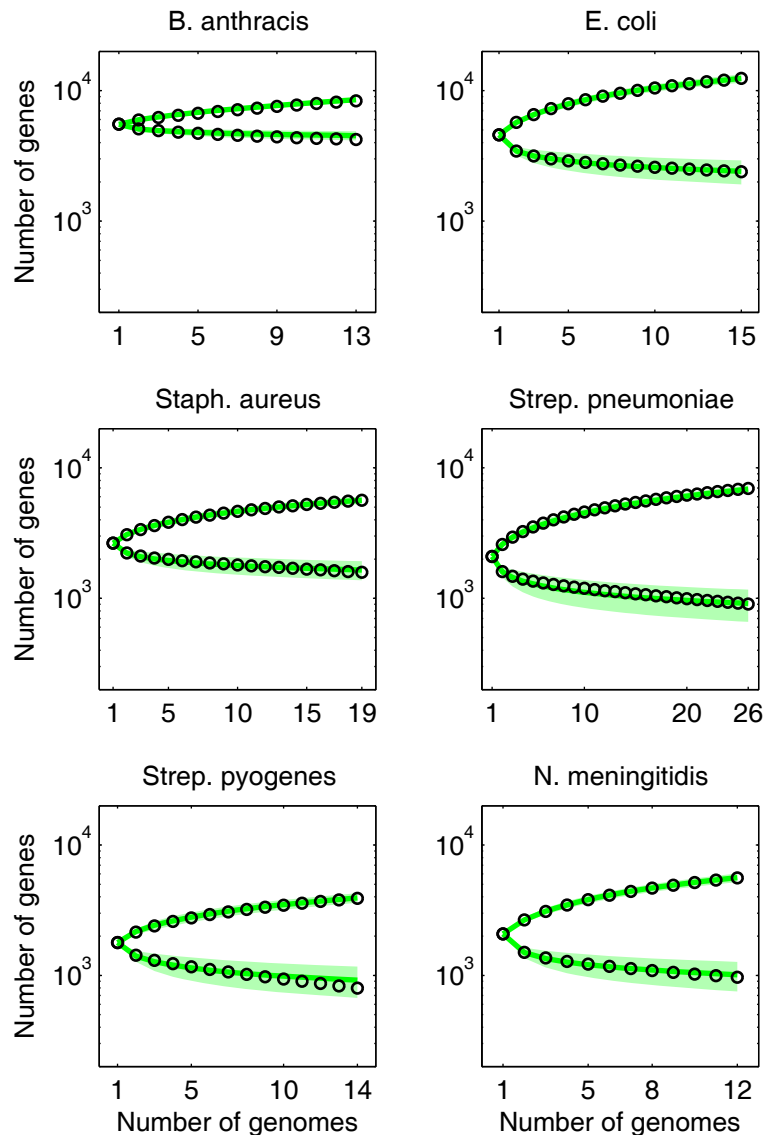 B. anthracis
E. coli
Number of genes
10^4
10^3
1 5 9 13
10^4
10^3
1 5 10 15
Staph. aureus
Strep. pneumoniae
Number of genes
10^4
10^3
1 5 10 15 19
10^4
10^3
1 10 20 26
Strep. pyogenes
N. meningitidis
Number of genes
10^4
10^3
1 5 10 14
Number of genomes
10^4
10^3
1 5 8 12
Number of genomes